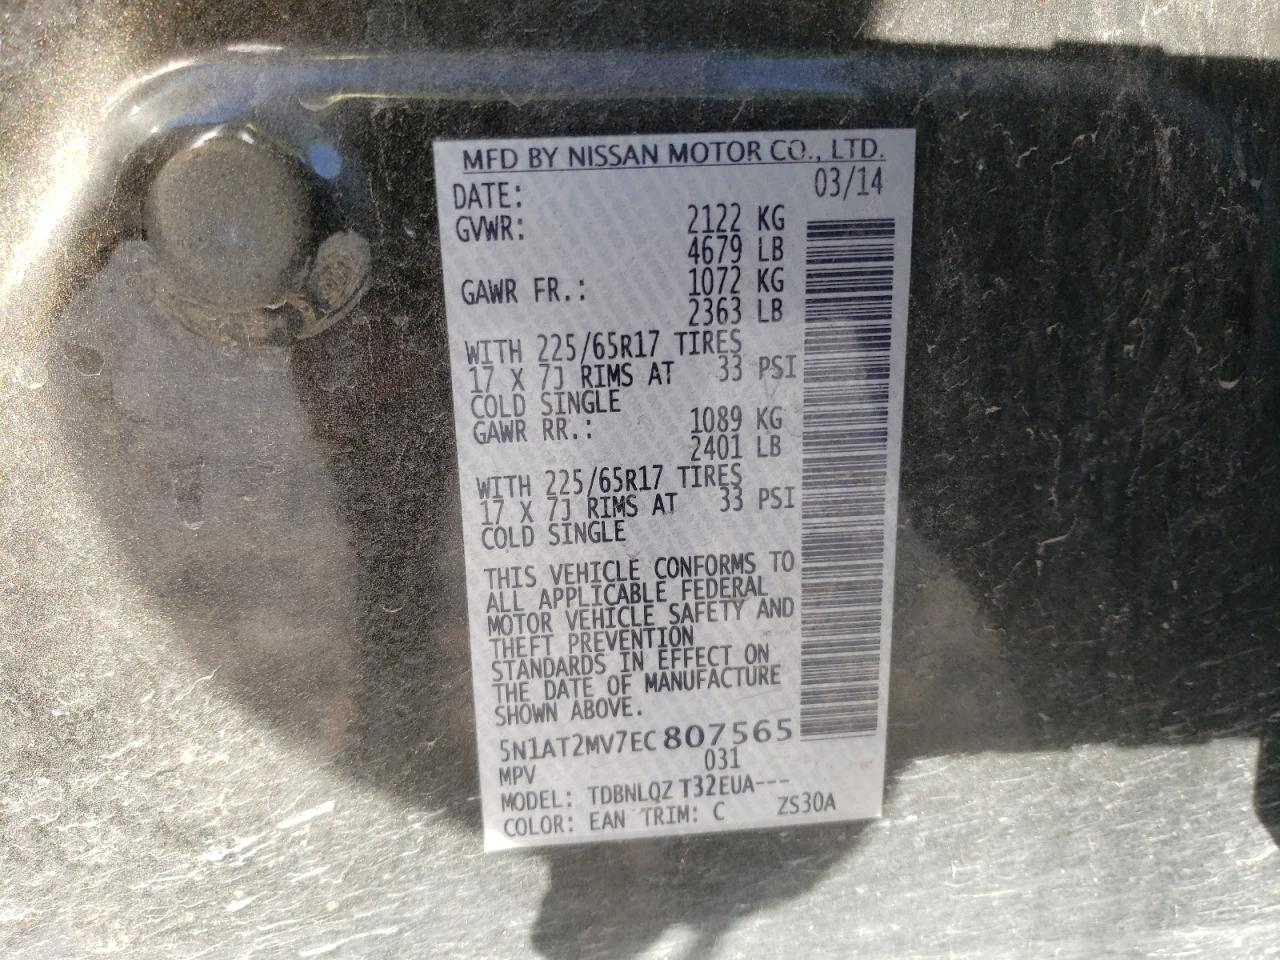 MFD BY NISSAN MOTOR CO., LTD.
DATE: 03/14
GVWR: 2122 KG
4679 LB
GAWR FR.: 1072 KG
2363 LB
WITH 225/65R17 TIRES
17 X 7J RIMS AT 33 PSI
COLD SINGLE
GAWR RR.: 1089 KG
2401 LB
WITH 225/65R17 TIRES
17 X 7J RIMS AT 33 PSI
COLD SINGLE
THIS VEHICLE CONFORMS TO
ALL APPLICABLE FEDERAL
MOTOR VEHICLE SAFETY AND
THEFT PREVENTION
STANDARDS IN EFFECT ON
THE DATE OF MANUFACTURE
SHOWN ABOVE.
5N1AT2MV7EC807565
MPV 031
MODEL: TDBNLQZ T32EUA---
COLOR: EAN TRIM: C ZS30A